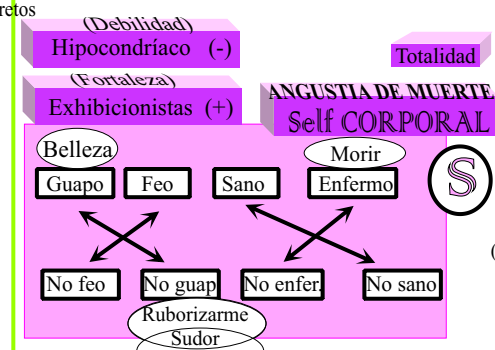 retos
(Debilidad)
Hipocondríaco (-)
Totalidad
(Fortaleza)
ANGUSTIA DE MUERTE
Exhibicionistas (+)
Self CORPORAL
Belleza
Morir
Guapo Feo Sano Enfermo
S
(
No feo No guap No enfer. No sano
Ruborizarme
Sudor